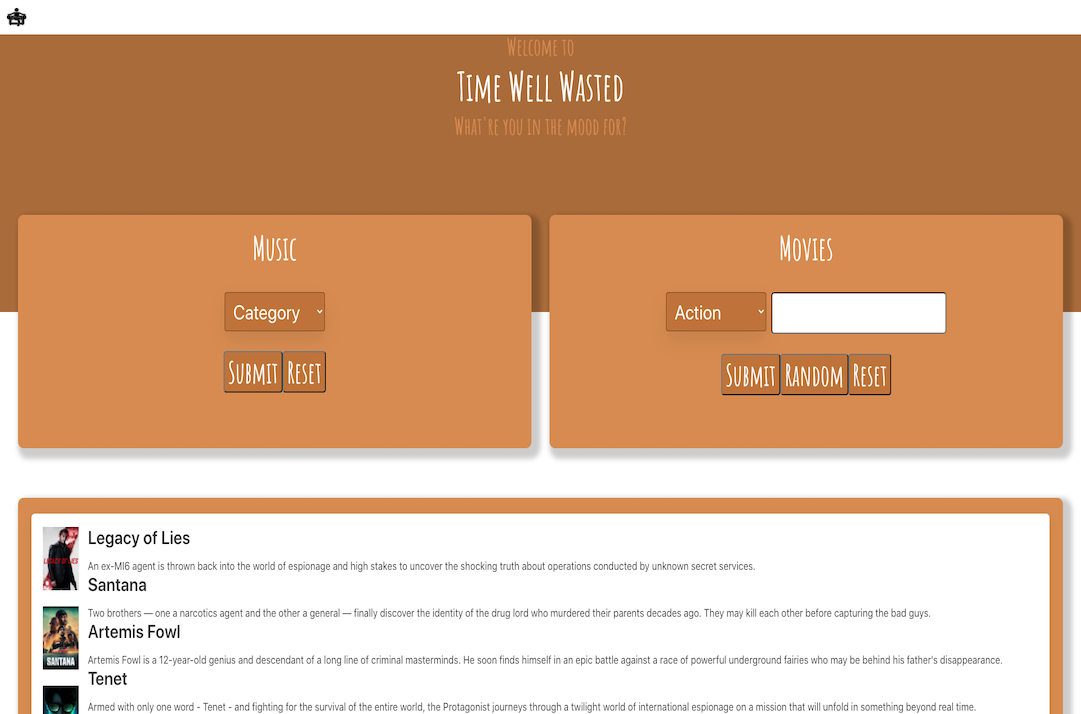 Welcome to
Time Well Wasted
What're you in the mood for?
Music
Movies
Category
Action
Submit Reset
Submit Random Reset
Legacy of Lies
LEGACY OF LIES
An ex-MI6 agent is thrown back into the world of espionage and high stakes to uncover the shocking truth about operations conducted by unknown secret services.
Santana
Two brothers — one a narcotics agent and the other a general — finally discover the identity of the drug lord who murdered their parents decades ago. They may kill each other before capturing the bad guys.
SANTANA
Artemis Fowl
Artemis Fowl is a 12-year-old genius and descendant of a long line of criminal masterminds. He soon finds himself in an epic battle against a race of powerful underground fairies who may be behind his father's disappearance.
Tenet
Armed with only one word - Tenet - and fighting for the survival of the entire world, the Protagonist journeys through a twilight world of international espionage on a mission that will unfold in something beyond real time.